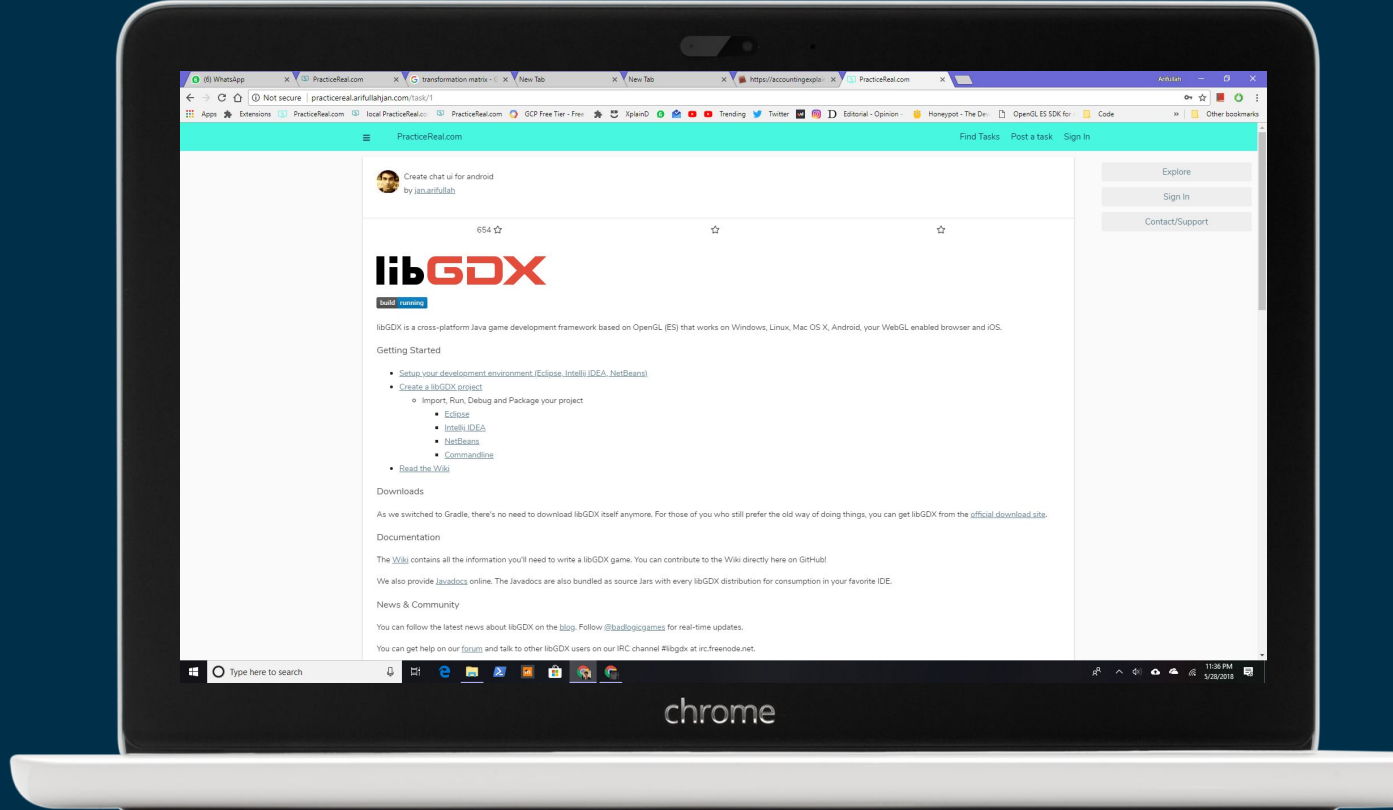 (6) WhatsApp
PracticeReal.com
transformation matrix - G
New Tab
New Tab
https://accountingexplain
PracticeReal.com
Arifullah
Not secure | practicereal.arifullahjan.com/task/1
Apps Extensions PracticeReal.com local PracticeReal.co PracticeReal.com GCP Free Tier - Free XplainD Trending Twitter Editorial - Opinion - Honeypot - The Dev OpenGL ES SDK for Code » Other bookmarks
PracticeReal.com Find Tasks Post a task Sign In
Create chat ui for android
by jan.arifullah
Explore
Sign In
Contact/Support
654
libGDX
build running
libGDX is a cross-platform Java game development framework based on OpenGL (ES) that works on Windows, Linux, Mac OS X, Android, your WebGL enabled browser and iOS.
Getting Started
Setup your development environment (Eclipse, Intellij IDEA, NetBeans)
Create a libGDX project
Import, Run, Debug and Package your project
Eclipse
Intellij IDEA
NetBeans
Commandline
Read the Wiki
Downloads
As we switched to Gradle, there's no need to download libGDX itself anymore. For those of you who still prefer the old way of doing things, you can get libGDX from the official download site.
Documentation
The Wiki contains all the information you'll need to write a libGDX game. You can contribute to the Wiki directly here on GitHub!
We also provide Javadocs online. The Javadocs are also bundled as source Jars with every libGDX distribution for consumption in your favorite IDE.
News & Community
You can follow the latest news about libGDX on the blog. Follow @badlogicgames for real-time updates.
You can get help on our forum and talk to other libGDX users on our IRC channel #libgdx at irc.freenode.net.
Type here to search
11:36 PM
5/28/2018
chrome